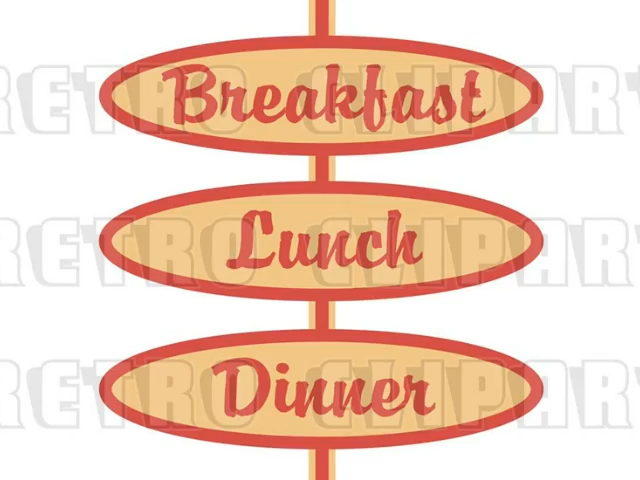 RETRO CLIPART
Breakfast
RETRO CLIPART
Lunch
RETRO CLIPART
Dinner